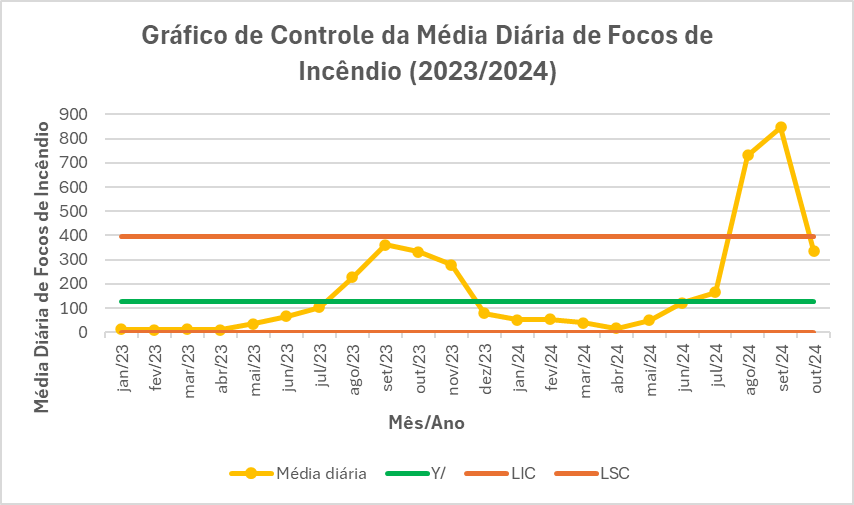 Gráfico de Controle da Média Diária de Focos de
Incêndio (2023/2024)
Média Diária de Focos de Incêndio
900
800
700
600
500
400
300
200
100
0
jan/23
fev/23
mar/23
abr/23
mai/23
jun/23
jul/23
ago/23
set/23
out/23
nov/23
dez/23
jan/24
fev/24
mar/24
abr/24
mai/24
jun/24
jul/24
ago/24
set/24
out/24
Mês/Ano
Média diária Y/ LIC LSC